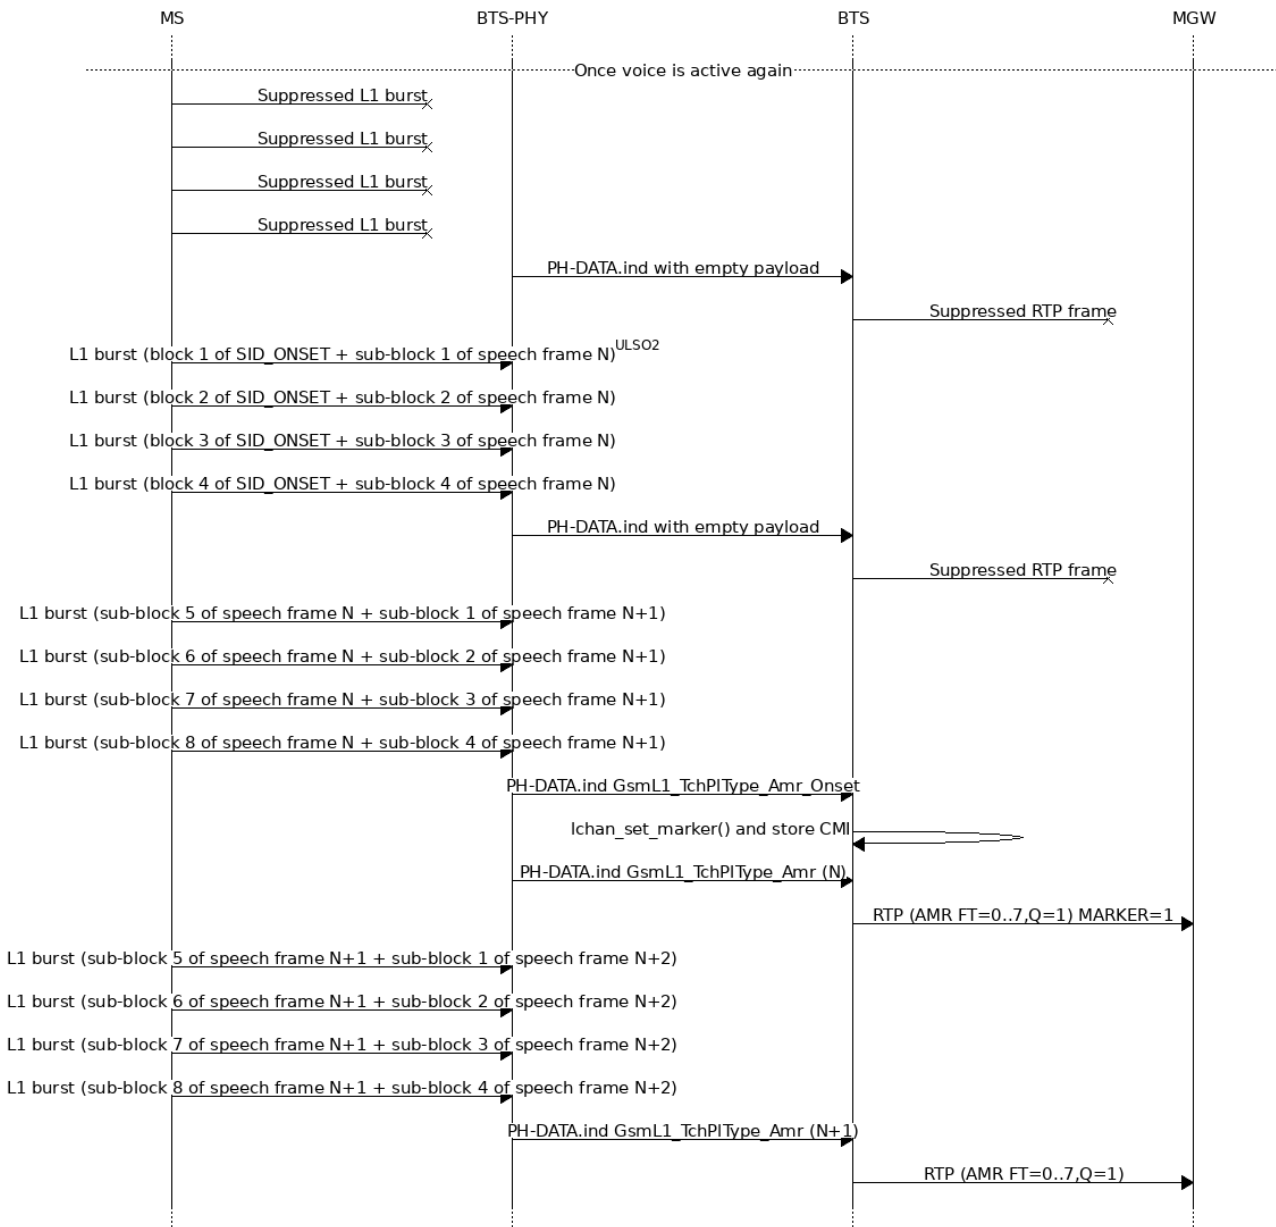 MS BTS-PHY BTS MGW
Once voice is active again
Suppressed L1 burst
Suppressed L1 burst
Suppressed L1 burst
Suppressed L1 burst
PH-DATA.ind with empty payload
Suppressed RTP frame
L1 burst (block 1 of SID_ONSET + sub-block 1 of speech frame N)ULSO2
L1 burst (block 2 of SID_ONSET + sub-block 2 of speech frame N)
L1 burst (block 3 of SID_ONSET + sub-block 3 of speech frame N)
L1 burst (block 4 of SID_ONSET + sub-block 4 of speech frame N)
PH-DATA.ind with empty payload
Suppressed RTP frame
L1 burst (sub-block 5 of speech frame N + sub-block 1 of speech frame N+1)
L1 burst (sub-block 6 of speech frame N + sub-block 2 of speech frame N+1)
L1 burst (sub-block 7 of speech frame N + sub-block 3 of speech frame N+1)
L1 burst (sub-block 8 of speech frame N + sub-block 4 of speech frame N+1)
PH-DATA.ind GsmL1_TchPlType_Amr_Onset
lchan_set_marker() and store CMI
PH-DATA.ind GsmL1_TchPlType_Amr (N)
RTP (AMR FT=0..7,Q=1) MARKER=1
L1 burst (sub-block 5 of speech frame N+1 + sub-block 1 of speech frame N+2)
L1 burst (sub-block 6 of speech frame N+1 + sub-block 2 of speech frame N+2)
L1 burst (sub-block 7 of speech frame N+1 + sub-block 3 of speech frame N+2)
L1 burst (sub-block 8 of speech frame N+1 + sub-block 4 of speech frame N+2)
PH-DATA.ind GsmL1_TchPlType_Amr (N+1)
RTP (AMR FT=0..7,Q=1)